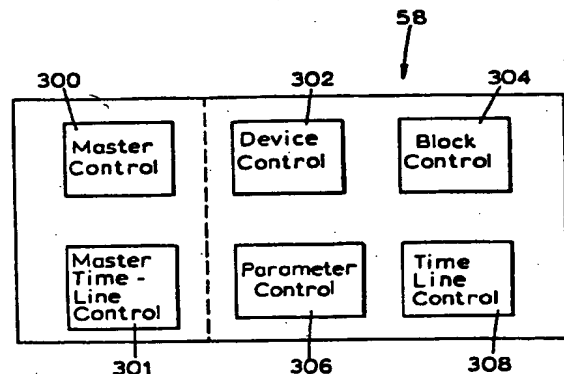 58
300
302
304
Master
Control
Device
Control
Block
Control
Master
Time -
Line
Control
Parameter
Control
Time
Line
Control
301
306
308